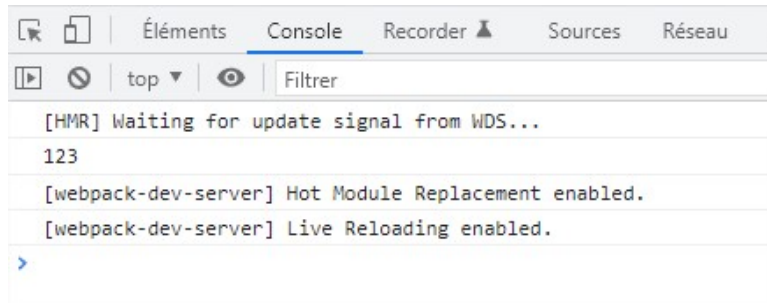 Éléments Console Recorder Sources Réseau
top Filtrer
[HMR] Waiting for update signal from WDS...
123
[webpack-dev-server] Hot Module Replacement enabled.
[webpack-dev-server] Live Reloading enabled.